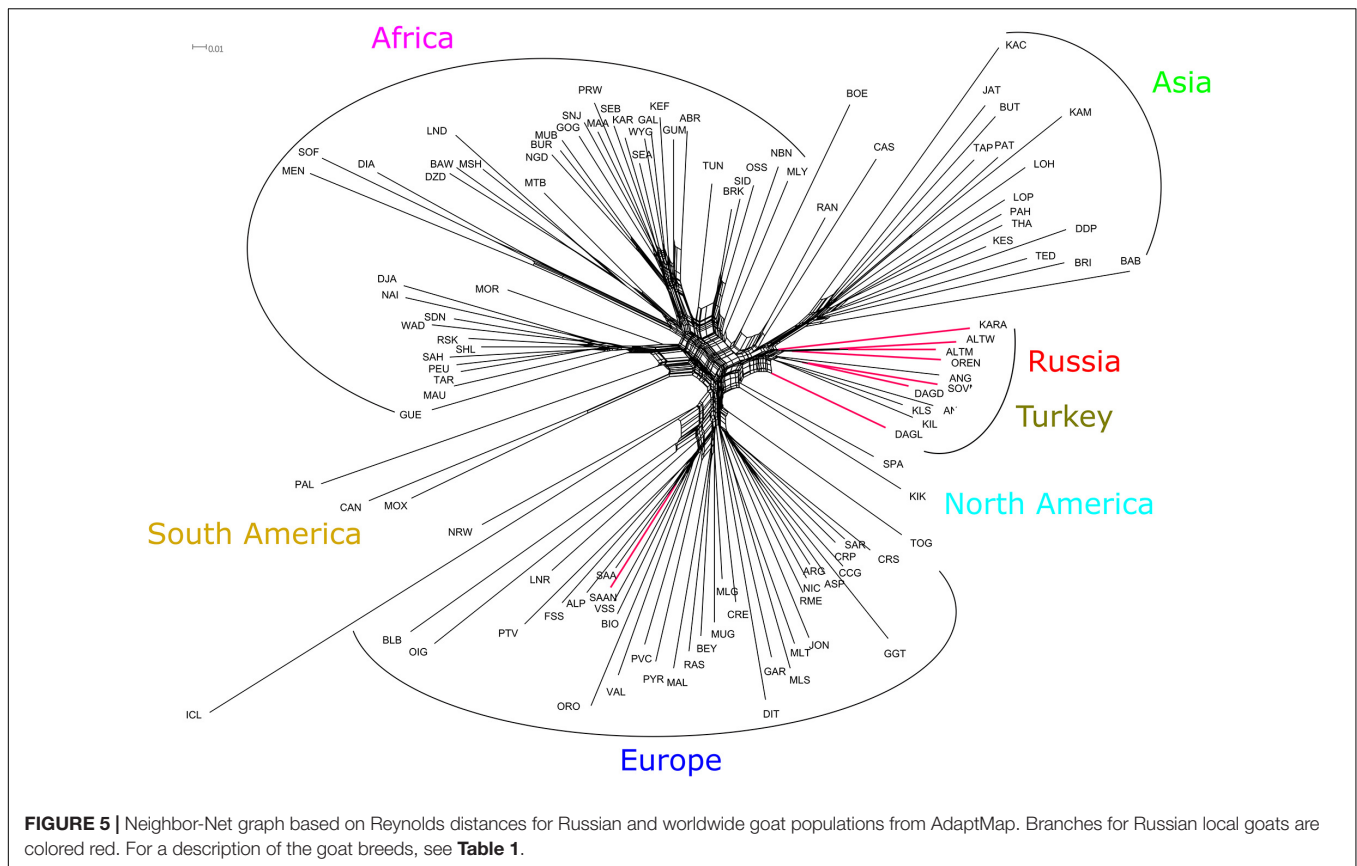 0.01
Africa
KAC
Asia
PRW
BOE
JAT
BUT
KAM
SEB
KEF
SNJ
KAR
GAL
ABR
GOG
MAA
WYG
GUM
LND
MUB
BUR
NGD
SEA
CAS
TAP
PAT
SOF
DIA
BAW
MSH
TUN
OSS
NBN
LOH
MEN
DZD
MTB
SID
MLY
BRK
RAN
LOP
PAH
THA
DDP
KES
TED
BRI
BAB
DJA
MOR
NAI
SDN
WAD
KARA
RSK
SHL
ALTW
ALTM
OREN
Russia
SAH
PEU
TAR
ANG
SOV
MAU
DAGD
GUE
KLS
AN
Turkey
KIL
DAGL
SPA
PAL
KIK
North America
CAN
MOX
South America
NRW
TOG
SAR
CRP
CRS
LNR
SAA
ARG
CCG
NIC
ASP
ALP
SAAN
MLG
RME
FSS
VSS
CRE
BIO
PTV
BLB
MUG
OIG
BEY
MLT
JON
GGT
PVC
RAS
GAR
PYR
MAL
MLS
VAL
ORO
DIT
ICL
Europe
FIGURE 5 | Neighbor-Net graph based on Reynolds distances for Russian and worldwide goat populations from AdaptMap. Branches for Russian local goats are
colored red. For a description of the goat breeds, see Table 1.